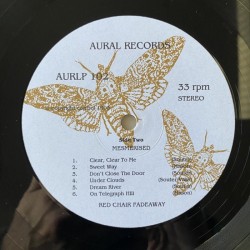 AURAL RECORDS
AURLP 102
33 rpm
STEREO
Side Two
MESMERISED
1. Clear, Clear To Me
2. Sweet Way
3. Don't Close The Door
4. Under Clouds
5. Dream River
6. On Telegraph Hill
RED CHAIR FADEAWAY